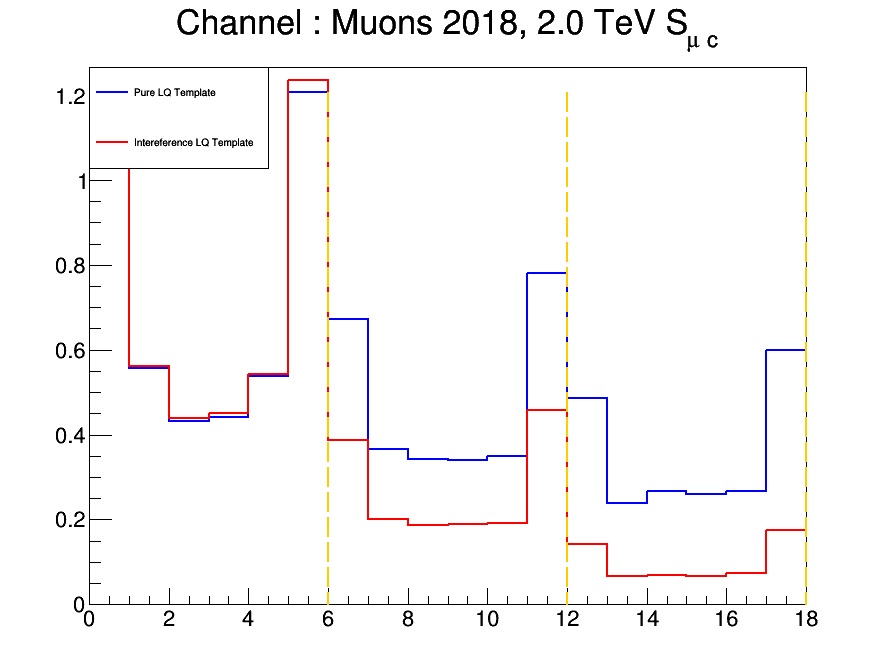 Channel : Muons 2018, 2.0 TeV S μ c
Pure LQ Template
Intereference LQ Template
1.2
1
0.8
0.6
0.4
0.2
0
0 2 4 6 8 10 12 14 16 18